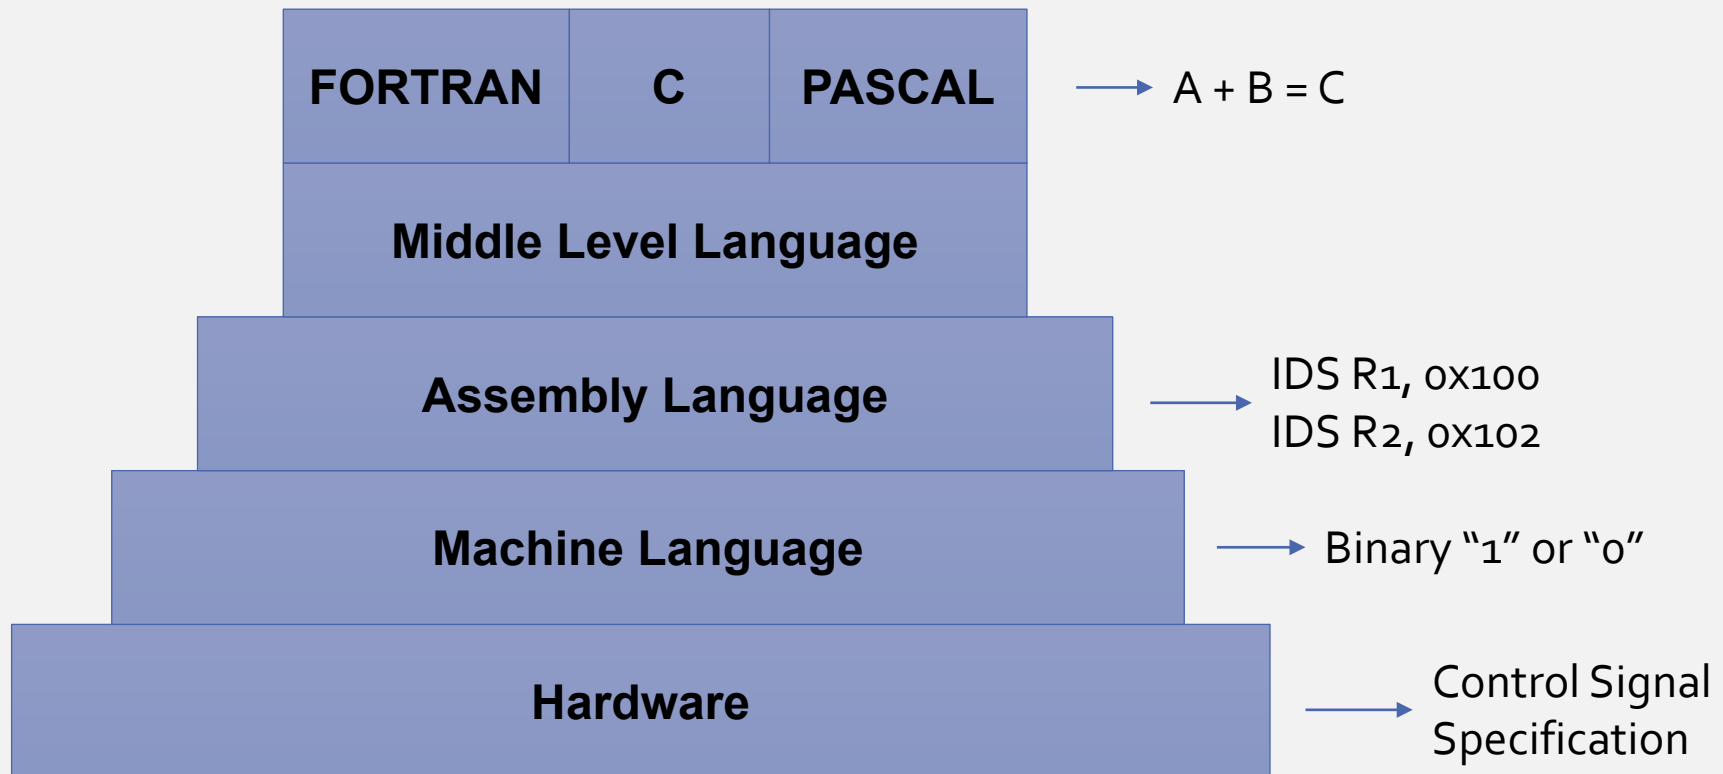 FORTRAN C PASCAL A + B = C
Middle Level Language
Assembly Language
IDS R1, 0x100
IDS R2, 0x102
Machine Language
Binary “1” or “0”
Hardware
Control Signal
Specification